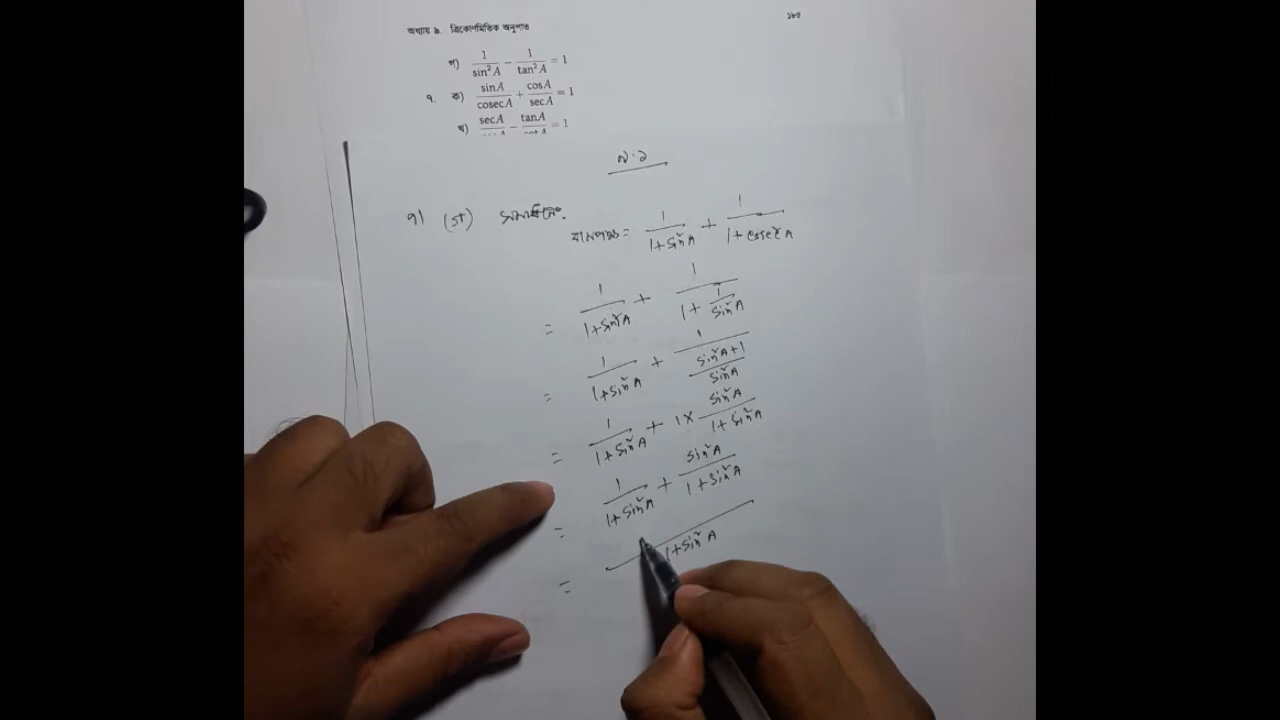 অধ্যায় ৯. ত্রিকোণমিতিক অনুপাত ১৮৫
গ) 1/sin²A − 1/tan²A = 1
৭. ক) sinA/cosecA + cosA/secA = 1
খ) secA/cosA − tanA/cotA = 1
৯.১
৭। (গ)
বামপক্ষ = 1/(1+sin²A) + 1/(1+cosec²A)
= 1/(1+sin²A) + 1/(1 + 1/sin²A)
= 1/(1+sin²A) + 1/((sin²A+1)/sin²A)
= 1/(1+sin²A) + 1 × sin²A/(1+sin²A)
= 1/(1+sin²A) + sin²A/(1+sin²A)
= /(1+sin²A)